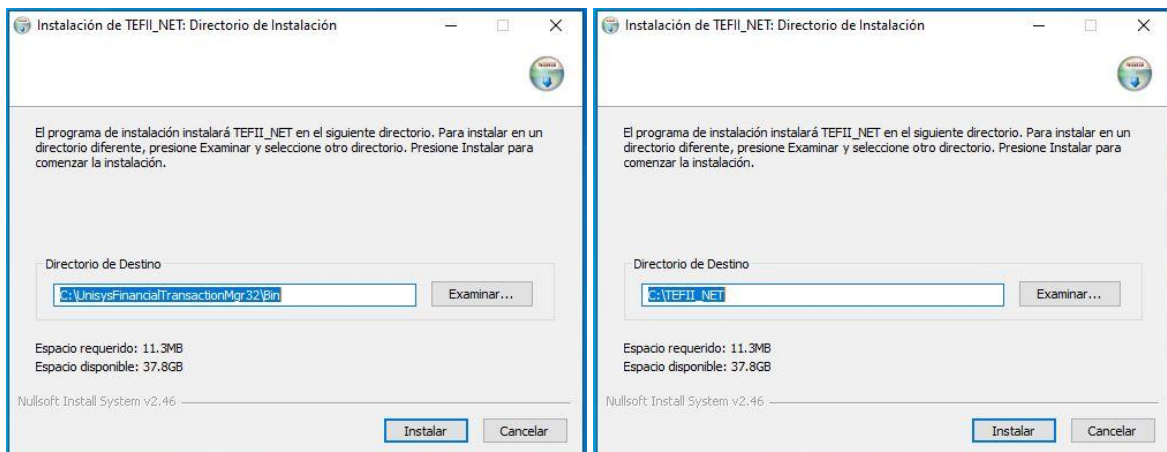 Instalación de TEFII_NET: Directorio de Instalación
El programa de instalación instalará TEFII_NET en el siguiente directorio. Para instalar en un
directorio diferente, presione Examinar y seleccione otro directorio. Presione Instalar para
comenzar la instalación.
Directorio de Destino
C:\UnisysFinancialTransactionMgr32\Bin
Examinar...
Espacio requerido: 11.3MB
Espacio disponible: 37.8GB
Nullsoft Install System v2.46
Instalar
Cancelar
Instalación de TEFII_NET: Directorio de Instalación
El programa de instalación instalará TEFII_NET en el siguiente directorio. Para instalar en un
directorio diferente, presione Examinar y seleccione otro directorio. Presione Instalar para
comenzar la instalación.
Directorio de Destino
C:\TEFII_NET
Examinar...
Espacio requerido: 11.3MB
Espacio disponible: 37.8GB
Nullsoft Install System v2.46
Instalar
Cancelar